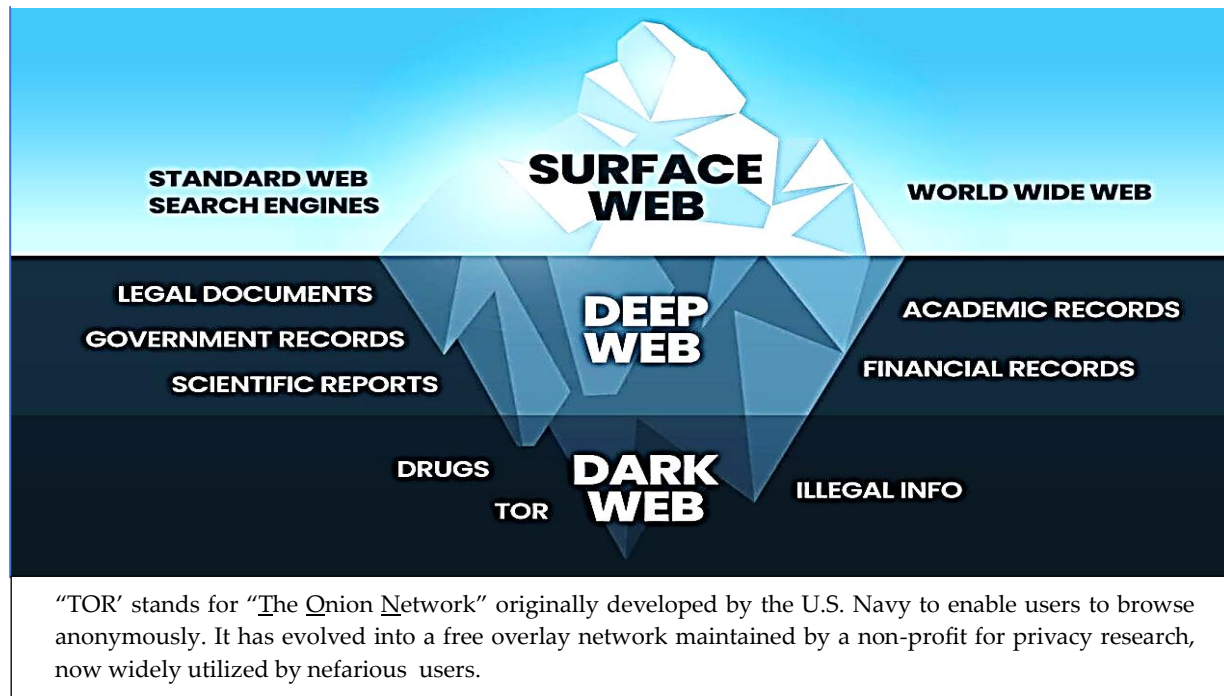 STANDARD WEB
SEARCH ENGINES
SURFACE
WEB
WORLD WIDE WEB
LEGAL DOCUMENTS
GOVERNMENT RECORDS
SCIENTIFIC REPORTS
DEEP
WEB
ACADEMIC RECORDS
FINANCIAL RECORDS
DRUGS
TOR
DARK
WEB
ILLEGAL INFO
“TOR’ stands for “The Onion Network” originally developed by the U.S. Navy to enable users to browse
anonymously. It has evolved into a free overlay network maintained by a non-profit for privacy research,
now widely utilized by nefarious users.